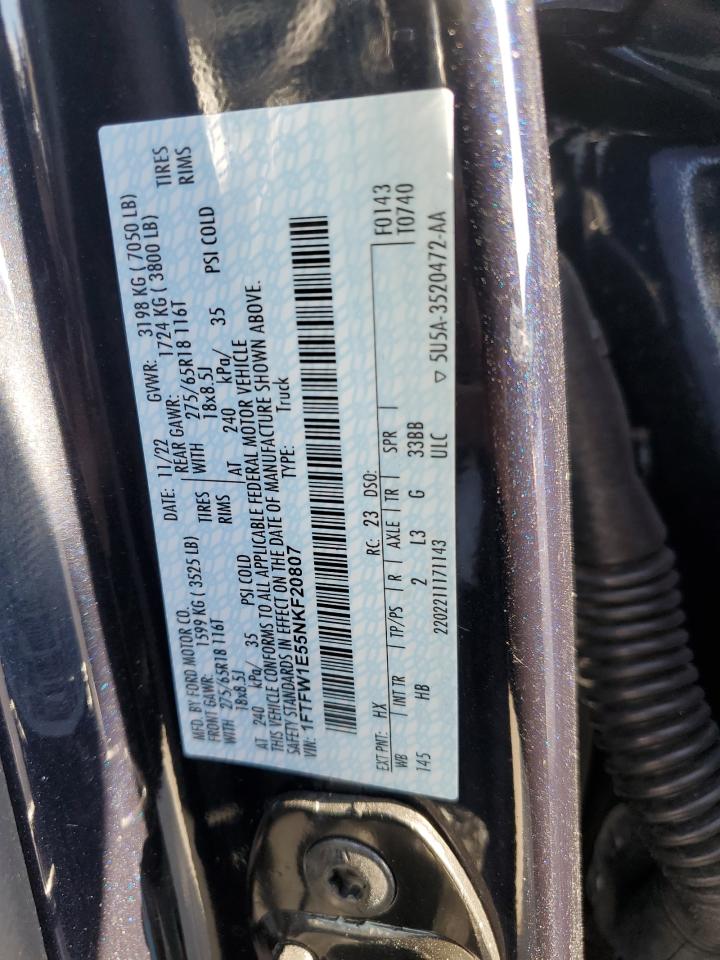 MFD. BY FORD MOTOR CO. DATE: 11/22 GVWR: 3198 KG ( 7050 LB)
FRONT GAWR: 1599 KG ( 3525 LB) REAR GAWR: 1724 KG ( 3800 LB)
WITH 275/65R18 116T TIRES WITH 275/65R18 116T TIRES
18x8.5J RIMS 18x8.5J RIMS
AT 240 kPa/ 35 PSI COLD AT 240 kPa/ 35 PSI COLD
THIS VEHICLE CONFORMS TO ALL APPLICABLE FEDERAL MOTOR VEHICLE
SAFETY STANDARDS IN EFFECT ON THE DATE OF MANUFACTURE SHOWN ABOVE.
VIN: 1FTFW1E55NKF20807 TYPE: Truck
EXT PNT: HX RC: 23 DSO: F0143
WB INT TR TP/PS R AXLE TR SPR T0740
145 HB 2 L3 G 33BB
22022111171143 ULC ▽ 5U5A-3520472-AA